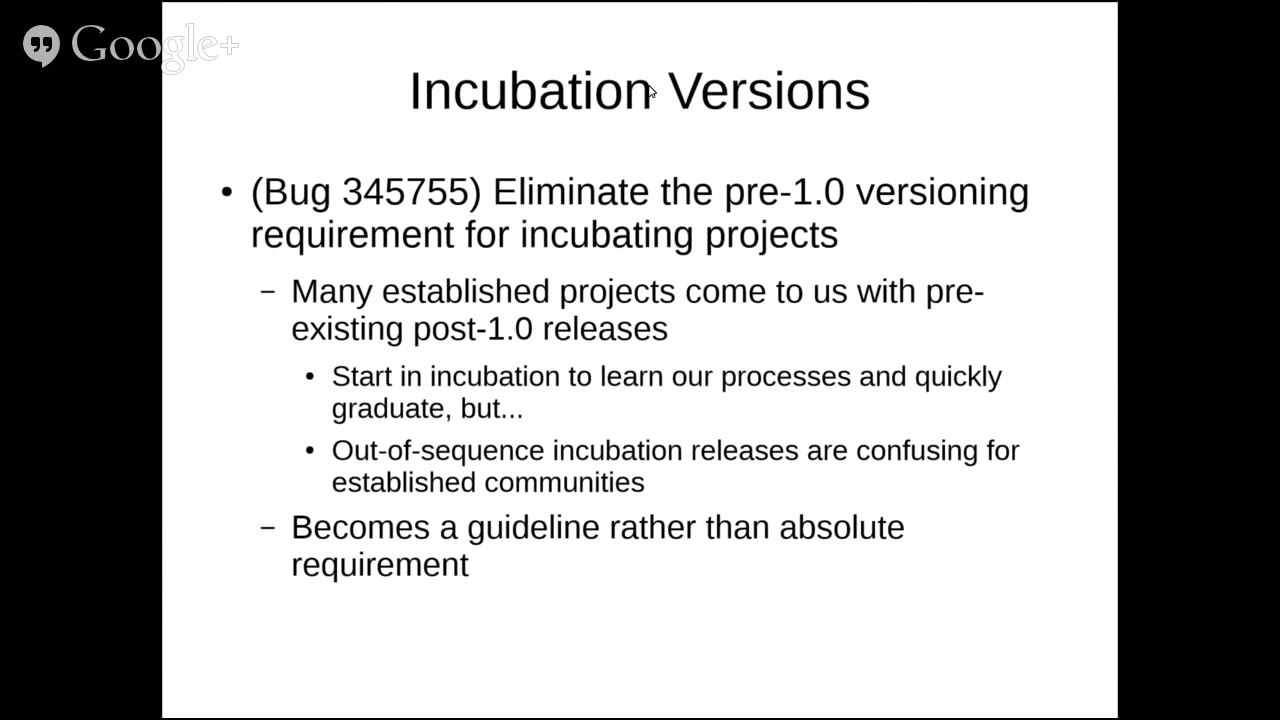 Google+
Incubation Versions
• (Bug 345755) Eliminate the pre-1.0 versioning
requirement for incubating projects
– Many established projects come to us with pre-
existing post-1.0 releases
• Start in incubation to learn our processes and quickly
graduate, but...
• Out-of-sequence incubation releases are confusing for
established communities
– Becomes a guideline rather than absolute
requirement